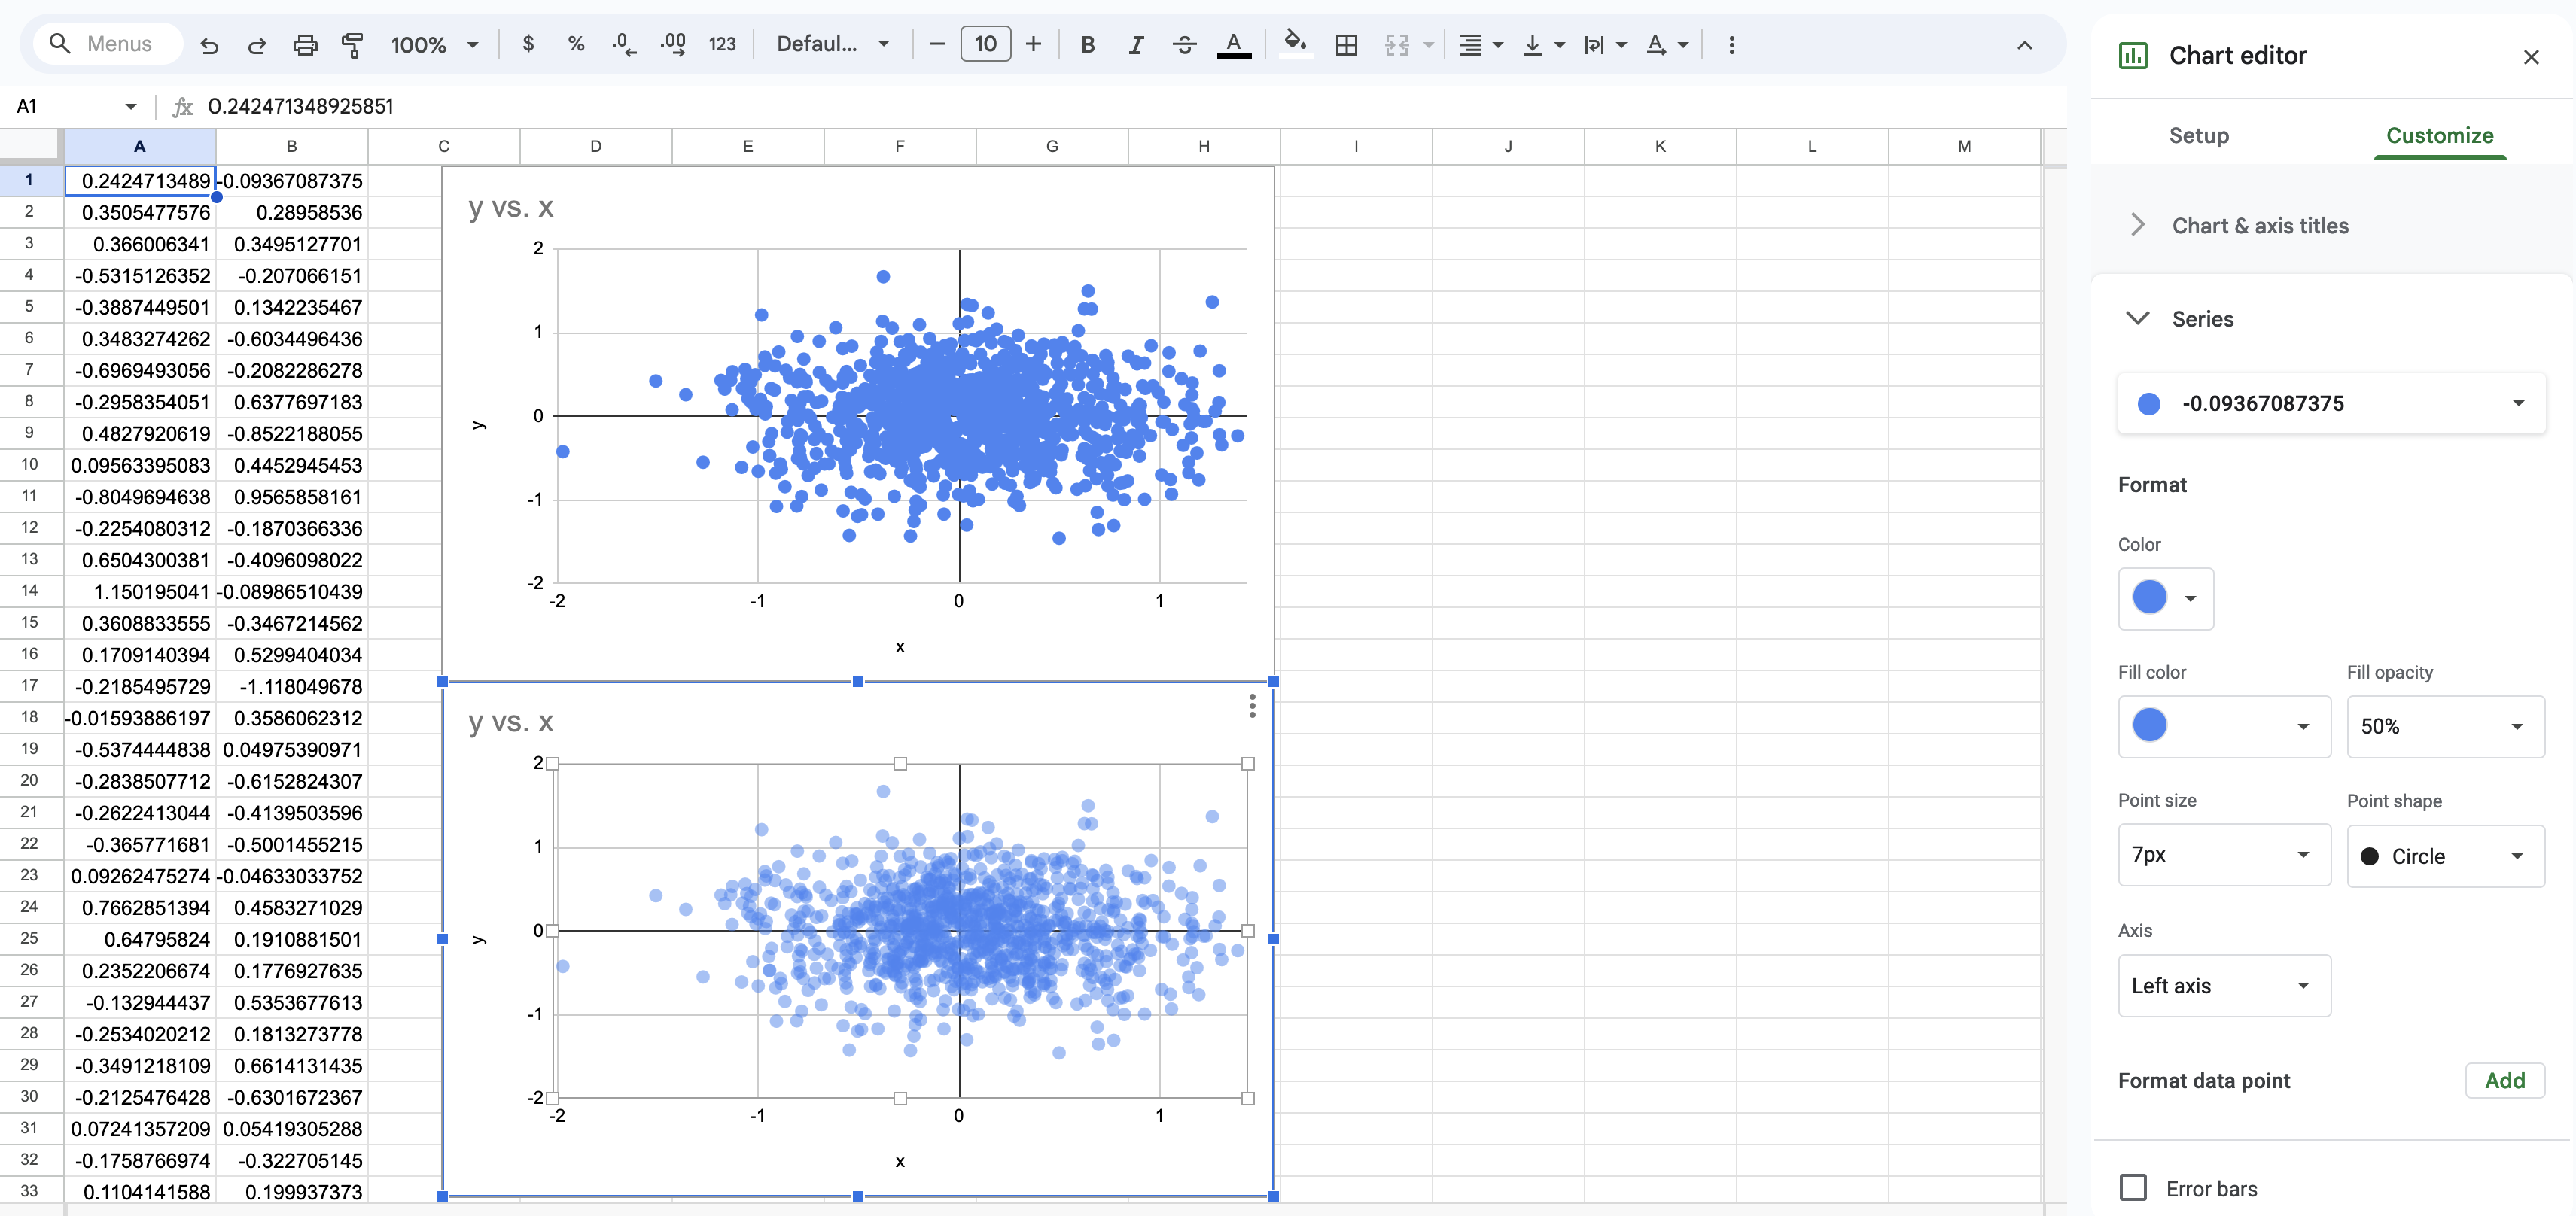 Menus 100% $ % .0 .00 123 Defaul... 10 B I S A
Chart editor
A1 fx 0.242471348925851
Setup Customize
A B C D E F G H I J K L M
1 0.2424713489 -0.09367087375
2 0.3505477576 0.28958536
3 0.366006341 0.3495127701
4 -0.5315126352 -0.207066151
5 -0.3887449501 0.1342235467
6 0.3483274262 -0.6034496436
7 -0.6969493056 -0.2082286278
8 -0.2958354051 0.6377697183
9 0.4827920619 -0.8522188055
10 0.09563395083 0.4452945453
11 -0.8049694638 0.9565858161
12 -0.2254080312 -0.1870366336
13 0.6504300381 -0.4096098022
14 1.150195041 -0.08986510439
15 0.3608833555 -0.3467214562
16 0.1709140394 0.5299404034
17 -0.2185495729 -1.118049678
18 -0.01593886197 0.3586062312
19 -0.5374444838 0.04975390971
20 -0.2838507712 -0.6152824307
21 -0.2622413044 -0.4139503596
22 -0.365771681 -0.5001455215
23 0.09262475274 -0.04633033752
24 0.7662851394 0.4583271029
25 0.64795824 0.1910881501
26 0.2352206674 0.1776927635
27 -0.132944437 0.5353677613
28 -0.2534020212 0.1813273778
29 -0.3491218109 0.6614131435
30 -0.2125476428 -0.6301672367
31 0.07241357209 0.05419305288
32 -0.1758766974 -0.322705145
33 0.1104141588 0.199937373
y vs. x
2
1
0
-1
-2
y
-2 -1 0 1
x
y vs. x
2
1
0
-1
-2
y
-2 -1 0 1
x
Chart & axis titles
Series
-0.09367087375
Format
Color
Fill color Fill opacity
50%
Point size Point shape
7px Circle
Axis
Left axis
Format data point Add
Error bars